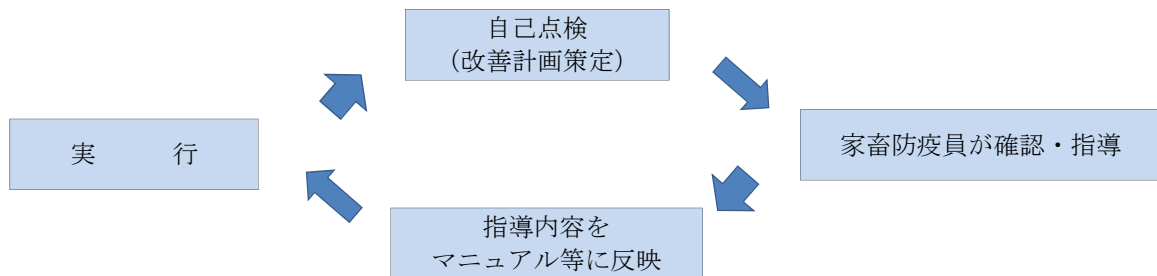 自己点検
（改善計画策定）
家畜防疫員が確認・指導
実　　　行
指導内容を
マニュアル等に反映